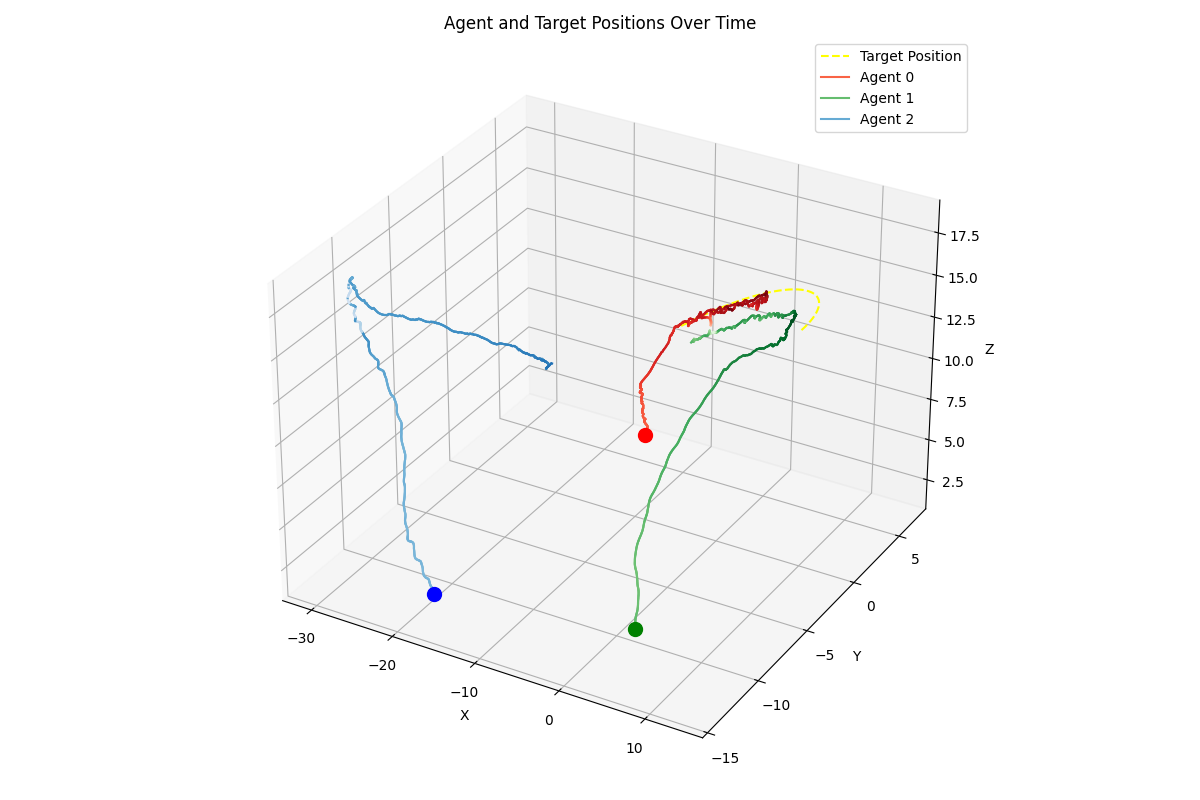 Agent and Target Positions Over Time
Target Position
Agent 0
Agent 1
Agent 2
17.5
15.0
12.5
Z
10.0
7.5
5.0
2.5
5
0
−5
Y
−10
−15
−30
−20
−10
X
0
10